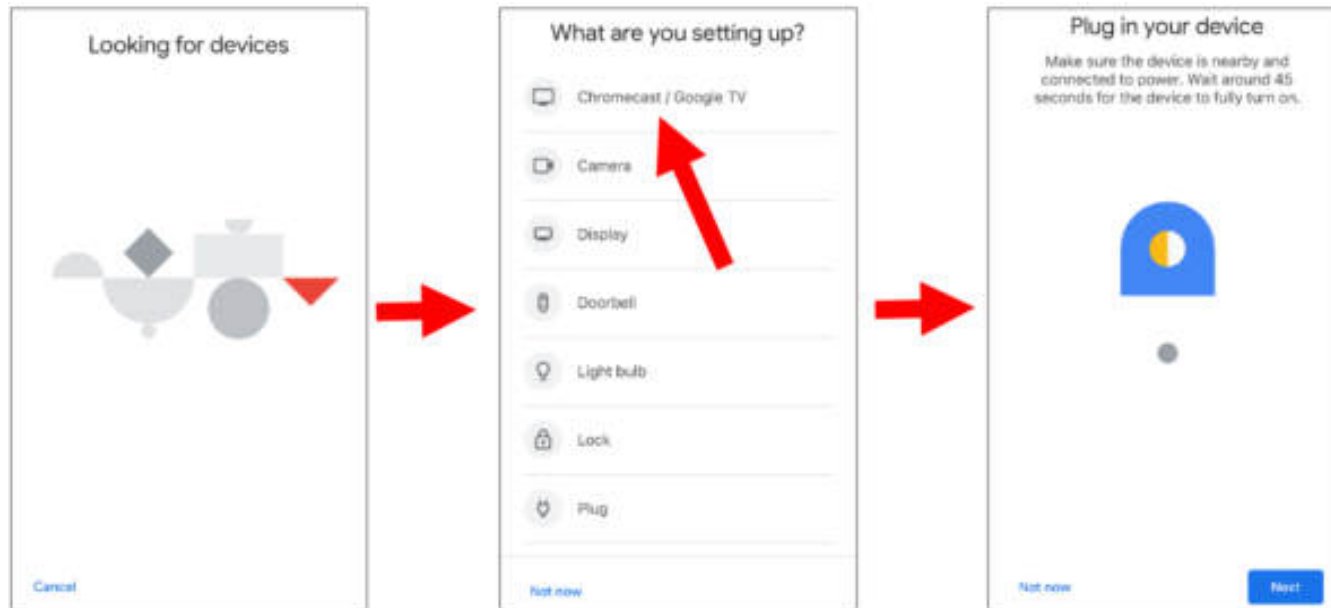 Looking for devices
Cancel
What are you setting up?
Chromecast / Google TV
Camera
Display
Doorbell
Light bulb
Lock
Plug
Not now
Plug in your device
Make sure the device is nearby and
connected to power. Wait around 45
seconds for the device to fully turn on.
Not now
Next